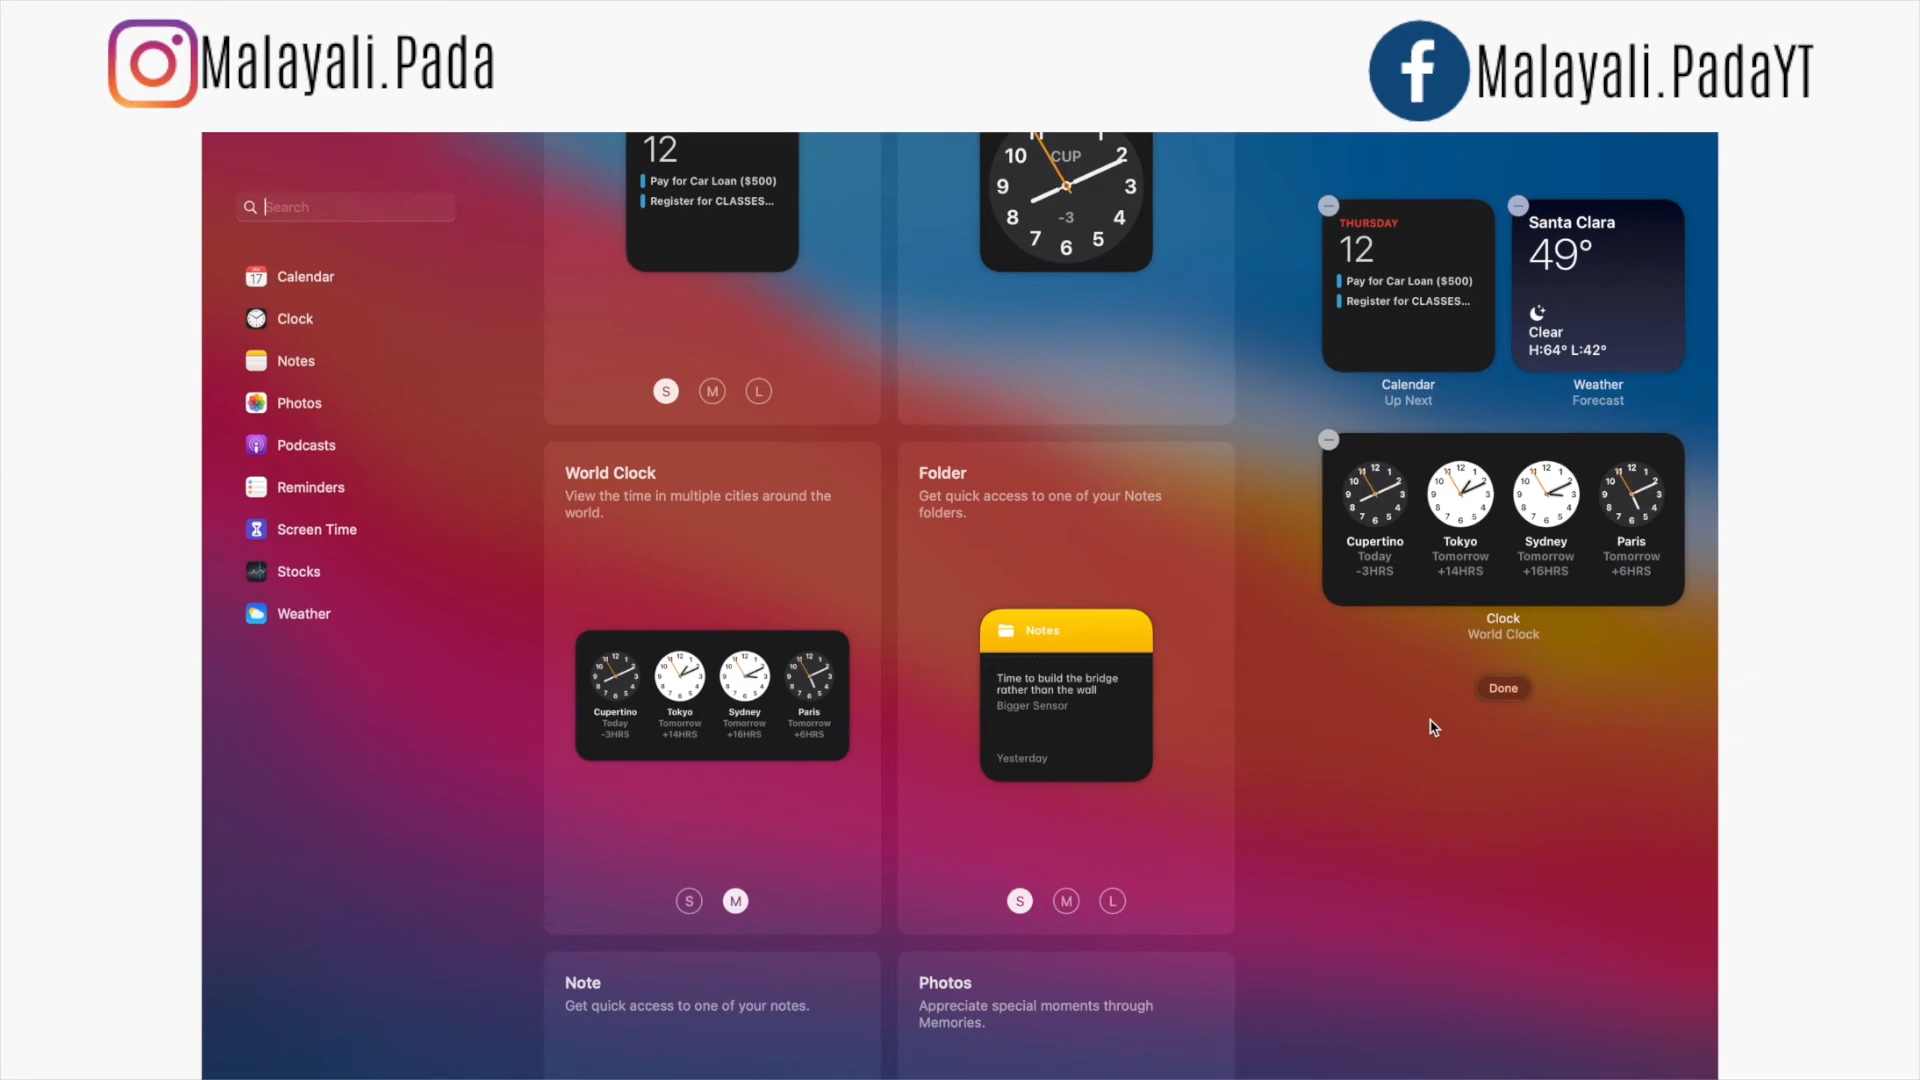 Malayali.Pada
Malayali.PadaYT
Search
Calendar
Clock
Notes
Photos
Podcasts
Reminders
Screen Time
Stocks
Weather
12
Pay for Car Loan ($500)
Register for CLASSES...
S M L
CUP
-3
11 1 2 3 4 5 6 7 8 9 10
World Clock
View the time in multiple cities around the
world.
Cupertino Tokyo Sydney Paris
Today Tomorrow Tomorrow Tomorrow
-3HRS +14HRS +16HRS +6HRS
S M
Folder
Get quick access to one of your Notes
folders.
Notes
Time to build the bridge
rather than the wall
Bigger Sensor
Yesterday
S M L
Note
Get quick access to one of your notes.
Photos
Appreciate special moments through
Memories.
THURSDAY
12
Pay for Car Loan ($500)
Register for CLASSES...
Calendar
Up Next
Santa Clara
49°
Clear
H:64° L:42°
Weather
Forecast
Cupertino Tokyo Sydney Paris
Today Tomorrow Tomorrow Tomorrow
-3HRS +14HRS +16HRS +6HRS
Clock
World Clock
Done